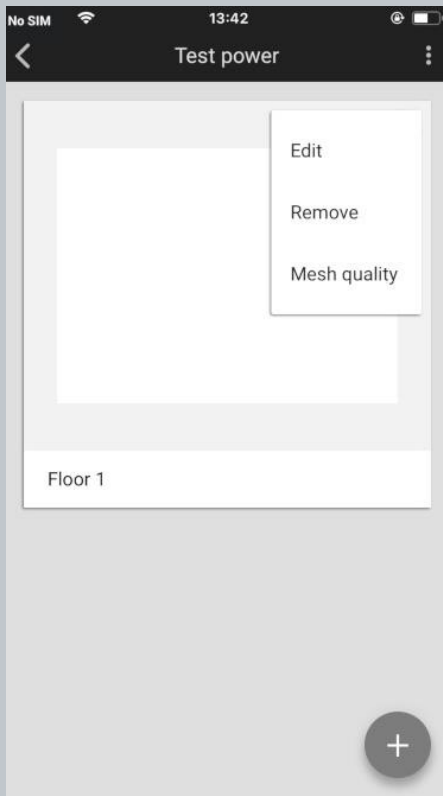 No SIM 13:42
Test power
Edit
Remove
Mesh quality
Floor 1
+